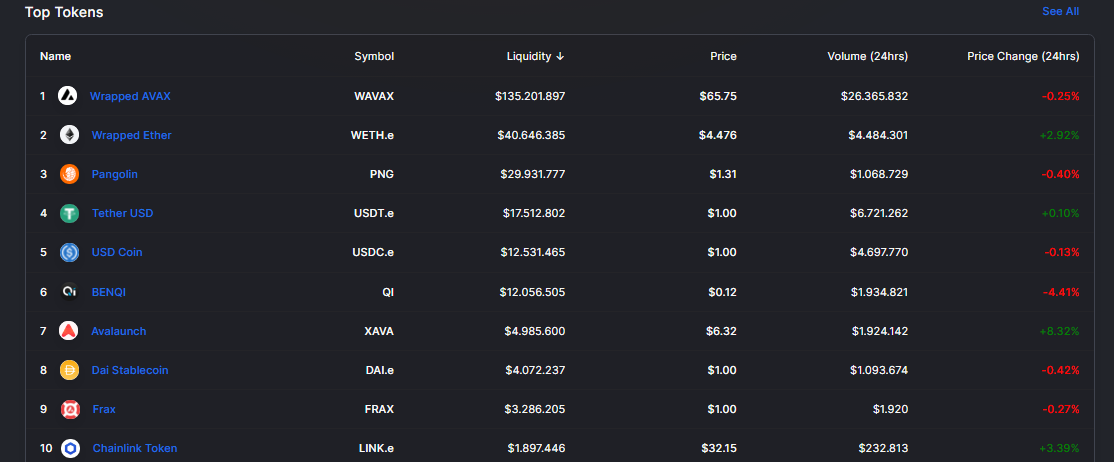 Top Tokens See All
Name Symbol Liquidity ↓ Price Volume (24hrs) Price Change (24hrs)
1 Wrapped AVAX WAVAX $135.201.897 $65.75 $26.365.832 -0.25%
2 Wrapped Ether WETH.e $40.646.385 $4.476 $4.484.301 +2.92%
3 Pangolin PNG $29.931.777 $1.31 $1.068.729 -0.40%
4 Tether USD USDT.e $17.512.802 $1.00 $6.721.262 +0.10%
5 USD Coin USDC.e $12.531.465 $1.00 $4.697.770 -0.13%
6 Qi BENQI QI $12.056.505 $0.12 $1.934.821 -4.41%
7 Avalaunch XAVA $4.985.600 $6.32 $1.924.142 +8.32%
8 Dai Stablecoin DAI.e $4.072.237 $1.00 $1.093.674 -0.42%
9 Frax FRAX $3.286.205 $1.00 $1.920 -0.27%
10 Chainlink Token LINK.e $1.897.446 $32.15 $232.813 +3.39%